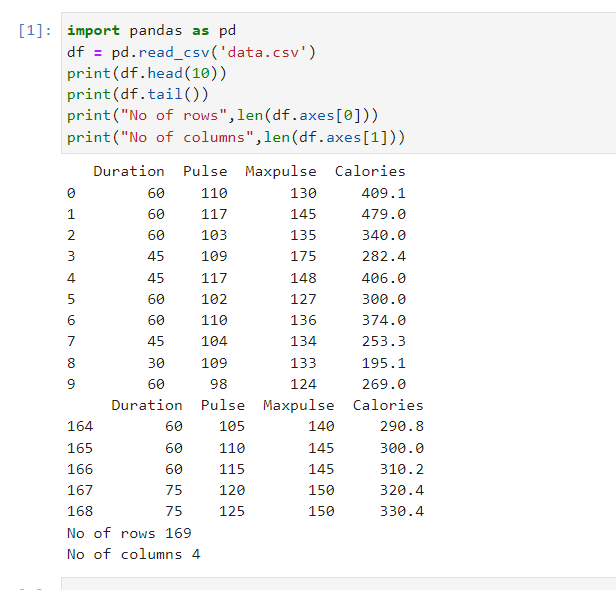 [1]: import pandas as pd
df = pd.read_csv('data.csv')
print(df.head(10))
print(df.tail())
print("No of rows",len(df.axes[0]))
print("No of columns",len(df.axes[1]))
Duration Pulse Maxpulse Calories
0 60 110 130 409.1
1 60 117 145 479.0
2 60 103 135 340.0
3 45 109 175 282.4
4 45 117 148 406.0
5 60 102 127 300.0
6 60 110 136 374.0
7 45 104 134 253.3
8 30 109 133 195.1
9 60 98 124 269.0
Duration Pulse Maxpulse Calories
164 60 105 140 290.8
165 60 110 145 300.0
166 60 115 145 310.2
167 75 120 150 320.4
168 75 125 150 330.4
No of rows 169
No of columns 4